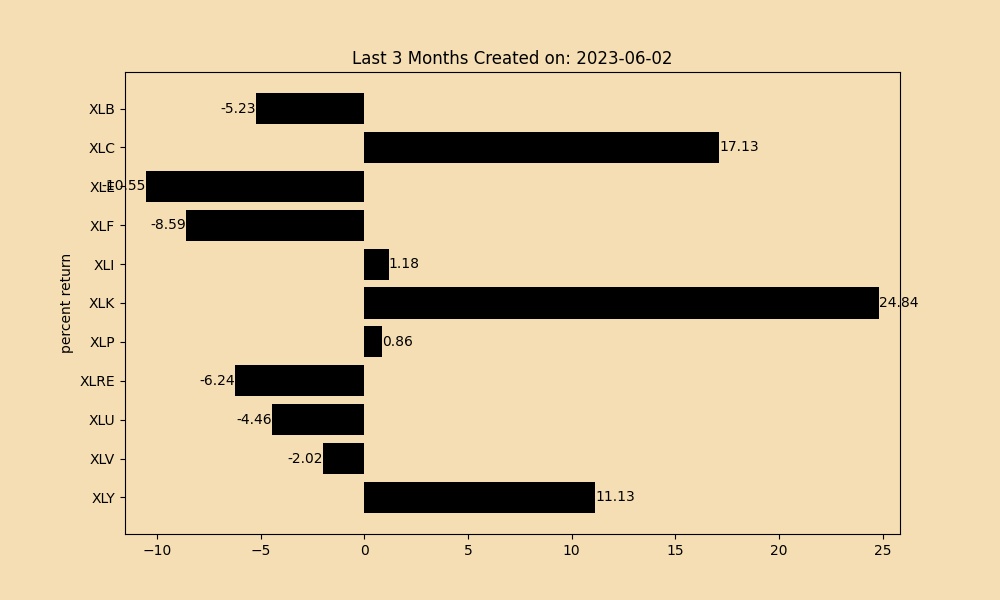 Last 3 Months Created on: 2023-06-02
percent return
XLB -5.23
XLC 17.13
XLE -10.55
XLF -8.59
XLI 1.18
XLK 24.84
XLP 0.86
XLRE -6.24
XLU -4.46
XLV -2.02
XLY 11.13
−10 −5 0 5 10 15 20 25